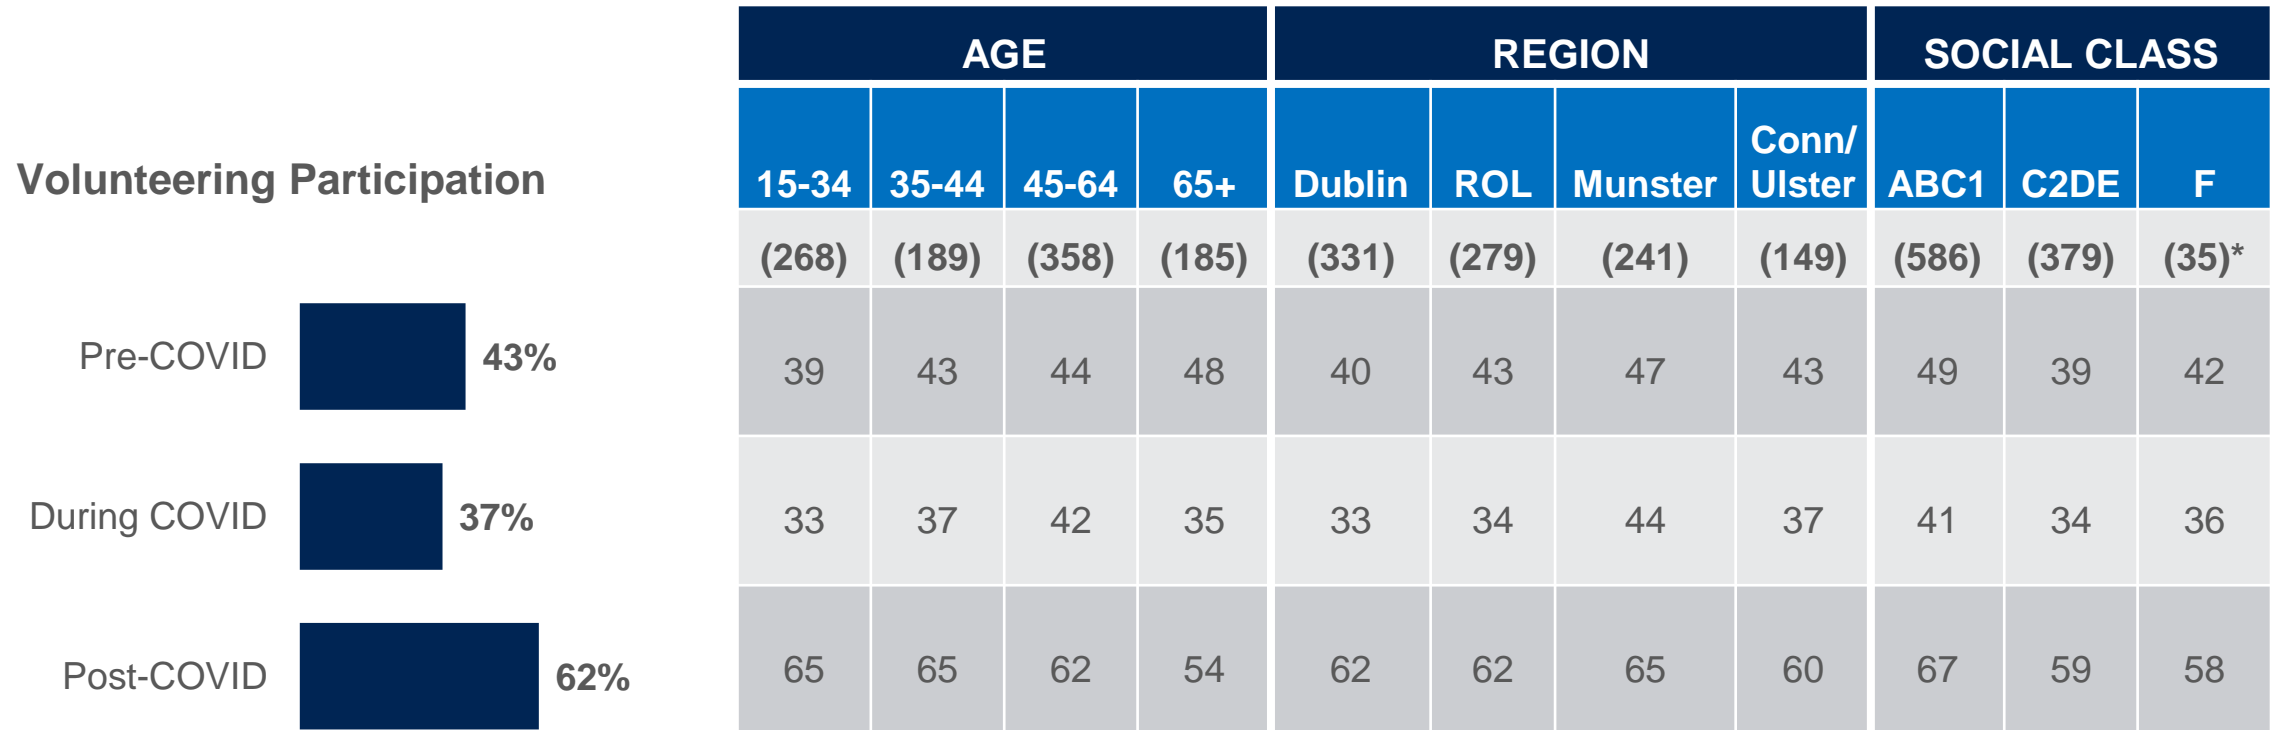 AGE REGION SOCIAL CLASS
Volunteering Participation 15-34 35-44 45-64 65+ Dublin ROL Munster Conn/
Ulster ABC1 C2DE F
(268) (189) (358) (185) (331) (279) (241) (149) (586) (379) (35)*
Pre-COVID 43% 39 43 44 48 40 43 47 43 49 39 42
During COVID 37% 33 37 42 35 33 34 44 37 41 34 36
Post-COVID 62% 65 65 62 54 62 62 65 60 67 59 58